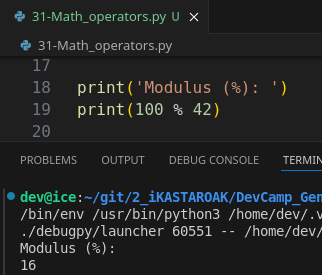 31-Math_operators.py U ×
31-Math_operators.py
17
18 print('Modulus (%): ')
19 print(100 % 42)
20
PROBLEMS OUTPUT DEBUG CONSOLE TERMIN
dev@ice:~/git/2_iKASTAROAK/DevCamp_Gen
/bin/env /usr/bin/python3 /home/dev/.v
./debugpy/launcher 60551 -- /home/dev/
Modulus (%):
16